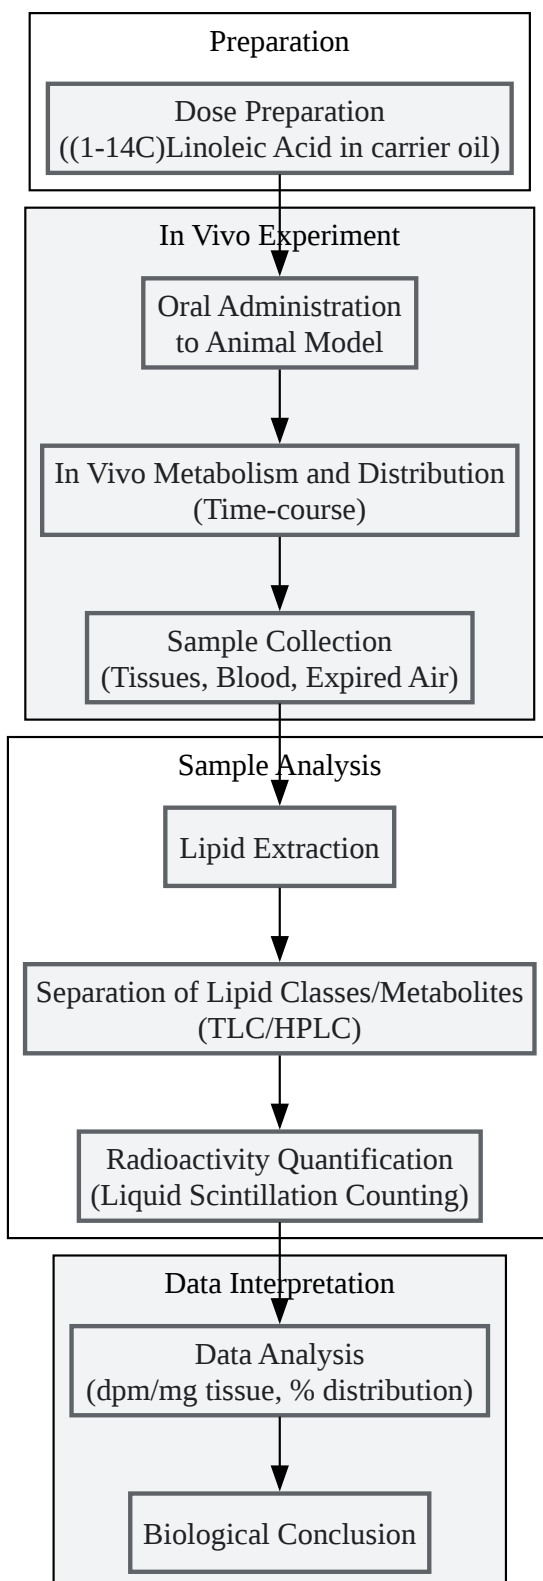 Preparation
Dose Preparation
((1-14C)Linoleic Acid in carrier oil)
In Vivo Experiment
Oral Administration
to Animal Model
In Vivo Metabolism and Distribution
(Time-course)
Sample Collection
(Tissues, Blood, Expired Air)
Sample Analysis
Lipid Extraction
Separation of Lipid Classes/Metabolites
(TLC/HPLC)
Radioactivity Quantification
(Liquid Scintillation Counting)
Data Interpretation
Data Analysis
(dpm/mg tissue, % distribution)
Biological Conclusion